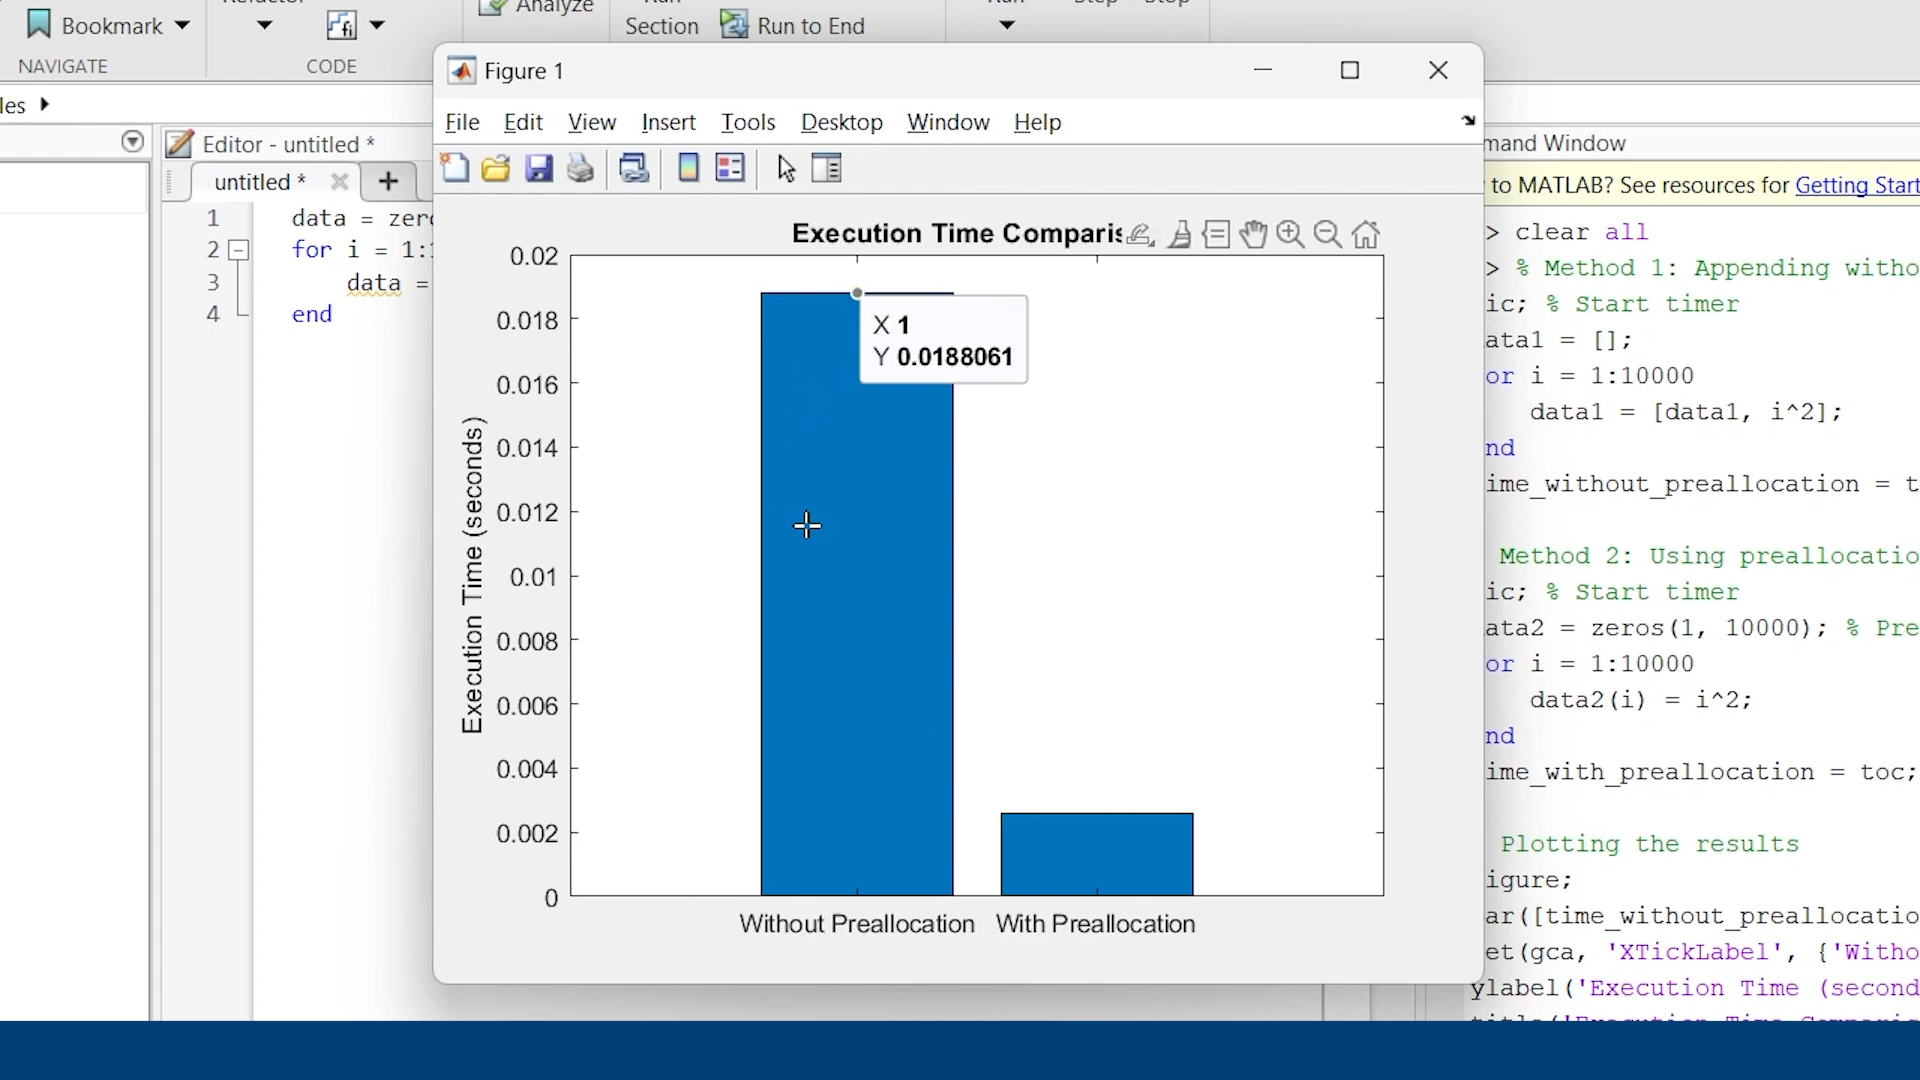 Analyze
Bookmark
Section
Run to End
NAVIGATE
CODE
Figure 1
les
File Edit View Insert Tools Desktop Window Help
Editor - untitled *
untitled *
1 data = zer
2 for i = 1:
3 data =
4 end
Execution Time Comparis
0.02
0.018
0.016
0.014
0.012
0.01
0.008
0.006
0.004
0.002
0
Execution Time (seconds)
X 1
Y 0.0188061
Without Preallocation With Preallocation
mand Window
to MATLAB? See resources for Getting Start
> clear all
> % Method 1: Appending witho
ic; % Start timer
ata1 = [];
or i = 1:10000
data1 = [data1, i^2];
nd
ime_without_preallocation = t
Method 2: Using preallocatio
ic; % Start timer
ata2 = zeros(1, 10000); % Pre
or i = 1:10000
data2(i) = i^2;
nd
ime_with_preallocation = toc;
Plotting the results
igure;
ar([time_without_preallocatio
et(gca, 'XTickLabel', {'Witho
ylabel('Execution Time (second